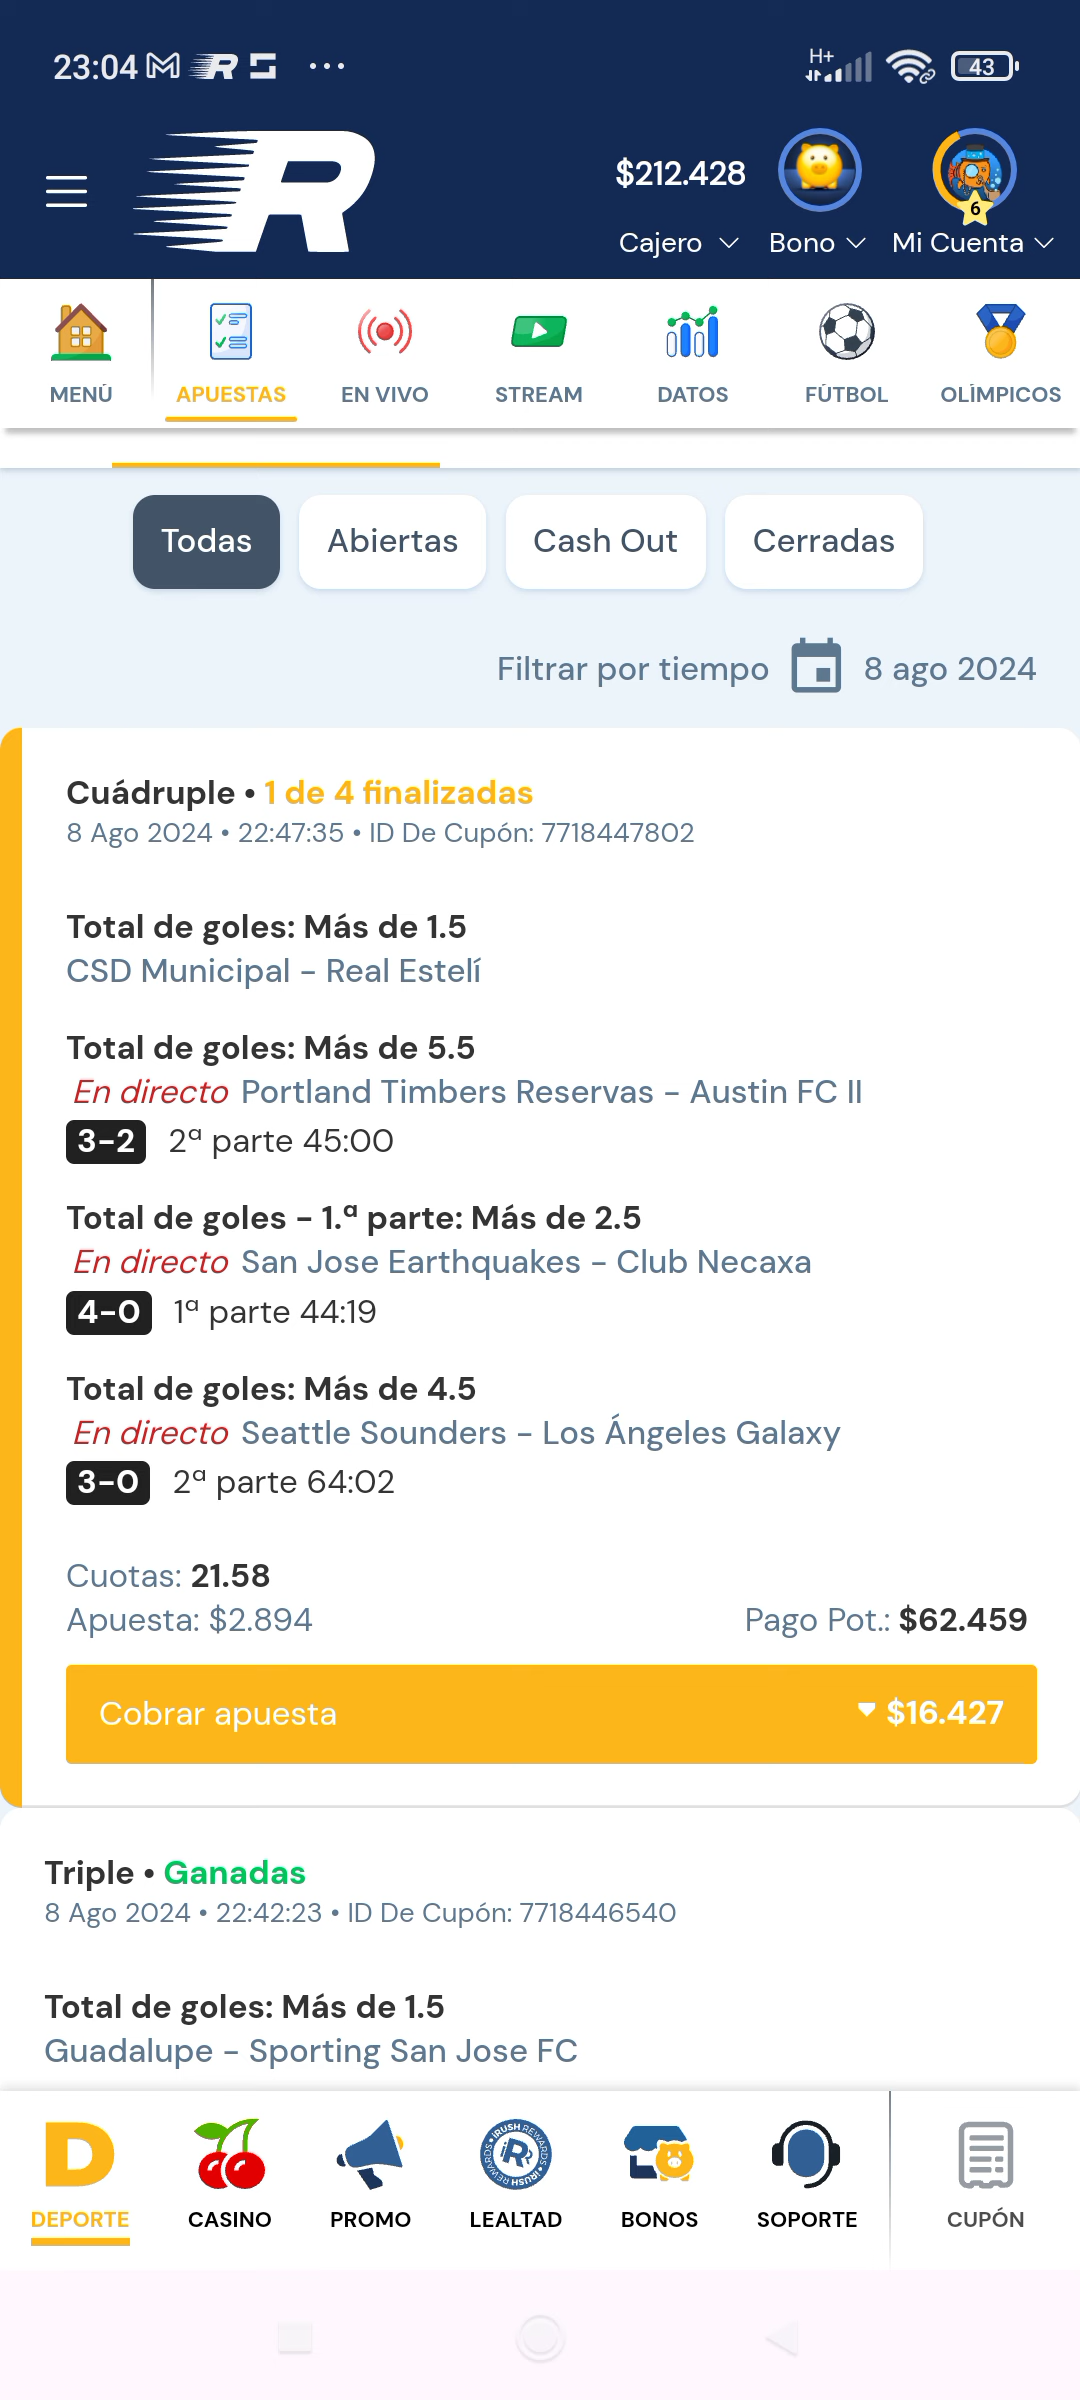 23:04
H+
43
R
$212.428
6
Cajero
Bono
Mi Cuenta
MENÚ
APUESTAS
EN VIVO
STREAM
DATOS
FÚTBOL
OLÍMPICOS
Todas
Abiertas
Cash Out
Cerradas
Filtrar por tiempo
8 ago 2024
Cuádruple • 1 de 4 finalizadas
8 Ago 2024 • 22:47:35 • ID De Cupón: 7718447802
Total de goles: Más de 1.5
CSD Municipal - Real Estelí
Total de goles: Más de 5.5
En directo Portland Timbers Reservas - Austin FC II
3-2 2ª parte 45:00
Total de goles - 1.ª parte: Más de 2.5
En directo San Jose Earthquakes - Club Necaxa
4-0 1ª parte 44:19
Total de goles: Más de 4.5
En directo Seattle Sounders - Los Ángeles Galaxy
3-0 2ª parte 64:02
Cuotas: 21.58
Apuesta: $2.894
Pago Pot.: $62.459
Cobrar apuesta
$16.427
Triple • Ganadas
8 Ago 2024 • 22:42:23 • ID De Cupón: 7718446540
Total de goles: Más de 1.5
Guadalupe - Sporting San Jose FC
D
iRUSH REWARDS
R
iRUSH REWARDS
DEPORTE
CASINO
PROMO
LEALTAD
BONOS
SOPORTE
CUPÓN